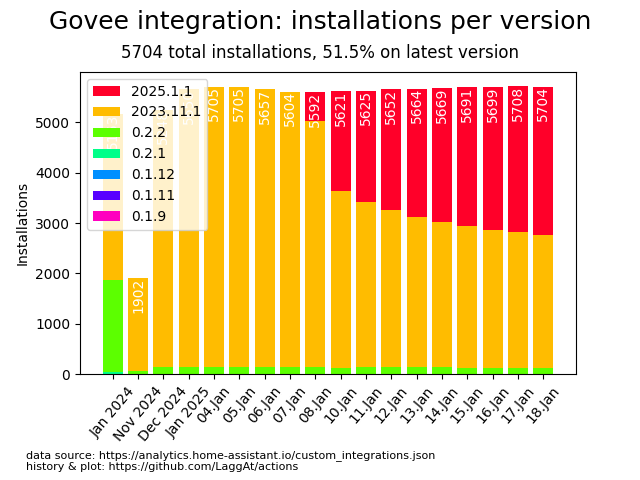 Govee integration: installations per version
5704 total installations, 51.5% on latest version
Installations
5000
4000
3000
2000
1000
0
2025.1.1
2023.11.1
0.2.2
0.2.1
0.1.12
0.1.11
0.1.9
1902
5705
5705
5657
5604
5592
5621
5625
5652
5664
5669
5691
5699
5708
5704
Jan 2024
Nov 2024
Dec 2024
Jan 2025
04.Jan
05.Jan
06.Jan
07.Jan
08.Jan
10.Jan
11.Jan
12.Jan
13.Jan
14.Jan
15.Jan
16.Jan
17.Jan
18.Jan
data source: https://analytics.home-assistant.io/custom_integrations.json
history & plot: https://github.com/LaggAt/actions